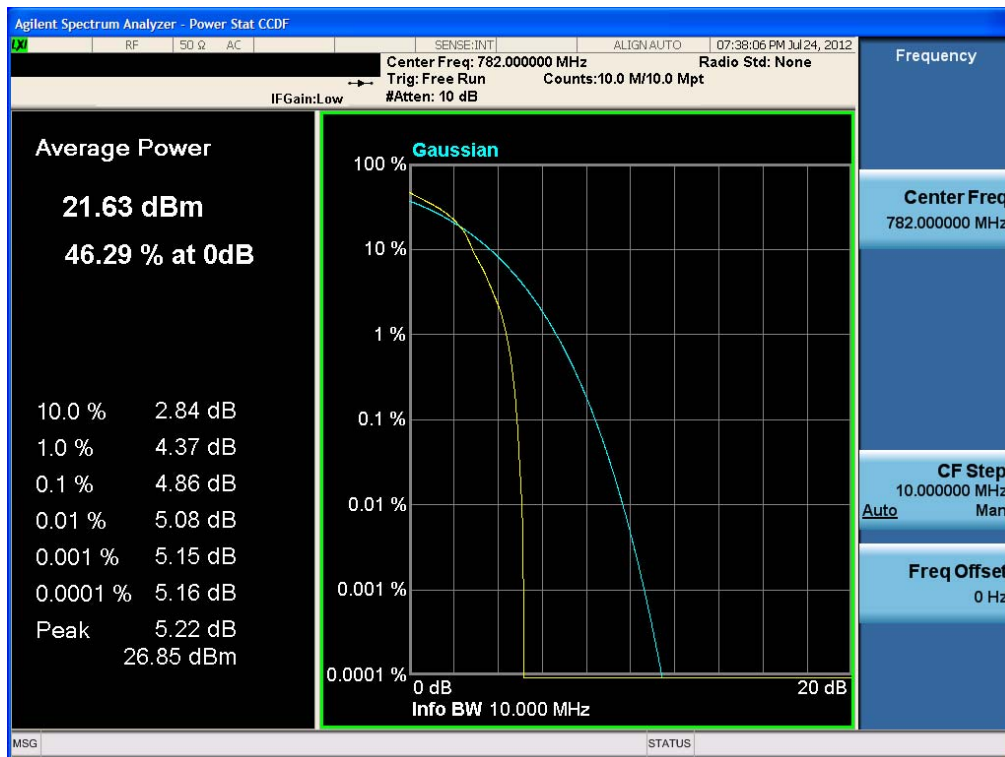 Agilent Spectrum Analyzer - Power Stat CCDF
LXI RF 50 Ω AC SENSE:INT ALIGN AUTO 07:38:06 PM Jul 24, 2012
Center Freq: 782.000000 MHz Radio Std: None
Trig: Free Run Counts:10.0 M/10.0 Mpt
IFGain:Low #Atten: 10 dB
Average Power
21.63 dBm
46.29 % at 0dB
10.0 % 2.84 dB
1.0 % 4.37 dB
0.1 % 4.86 dB
0.01 % 5.08 dB
0.001 % 5.15 dB
0.0001 % 5.16 dB
Peak 5.22 dB
26.85 dBm
Gaussian
100 %
10 %
1 %
0.1 %
0.01 %
0.001 %
0.0001 %
0 dB 20 dB
Info BW 10.000 MHz
Frequency
Center Freq
782.000000 MHz
CF Step
10.000000 MHz
Auto Man
Freq Offset
0 Hz
MSG STATUS